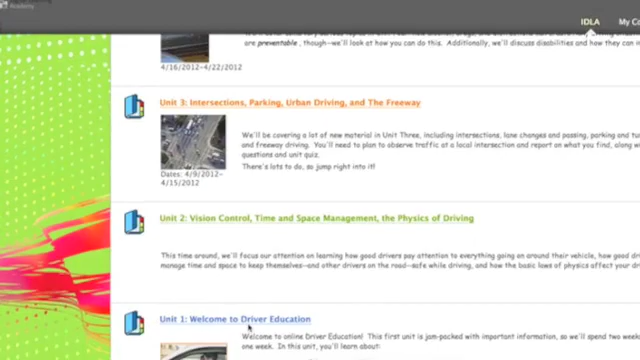 Academy
IDLA
are preventable , though—we'll look at how you can do this. Additionally, we'll discuss disabilities and how they can
4/16/2012–4/22/2012
Unit 3: Intersections, Parking, Urban Driving, and The Freeway
We'll be covering a lot of new material in Unit Three, including intersections, lane changes and passing, parking and
and freeway driving. You'll need to plan to observe traffic at a local intersection and report on what you find, along
questions and unit quiz.
There's lots to do, so jump right into it!
Dates: 4/9/2012–
4/15/2012
Unit 2: Vision Control, Time and Space Management, the Physics of Driving
This time around, we'll focus our attention on learning how good drivers pay attention to everything going on around their vehicle, how good
manage time and space to keep themselves—and other drivers on the road—safe while driving, and how the basic laws of physics affect your
Unit 1: Welcome to Driver Education
Welcome to online Driver Education! This first unit is jam-packed with important information, so we'll spend two
one week. In this unit, you'll learn about: